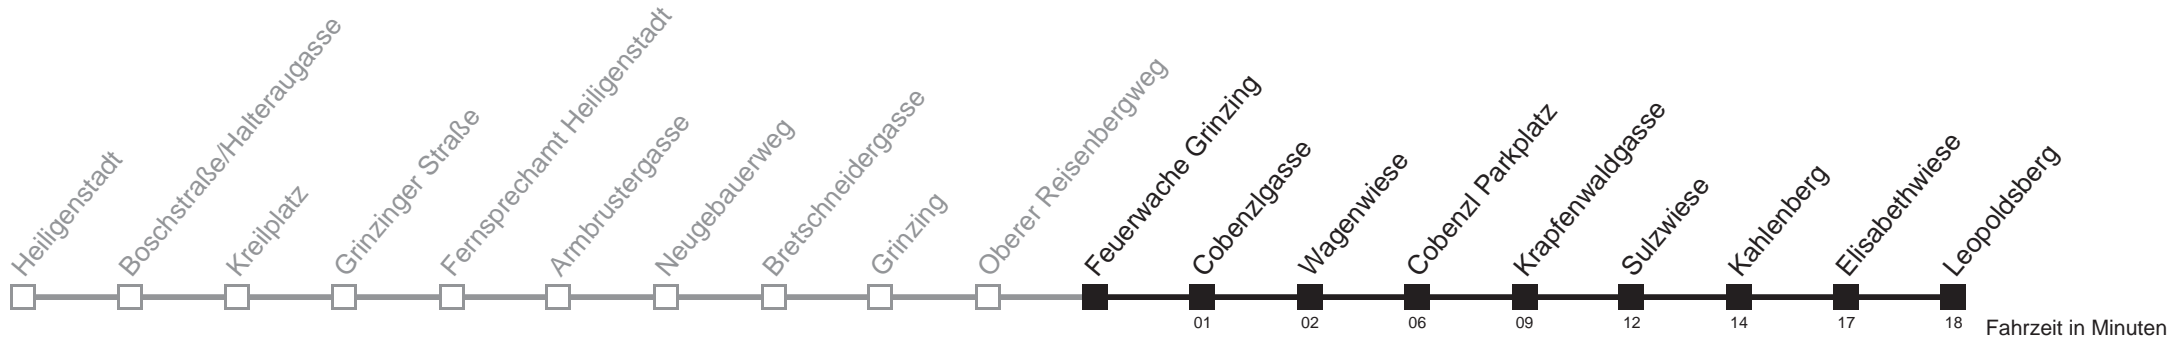 Heiligenstadt
Boschstraße/Halteraugasse
Kreilplatz
Grinzinger Straße
Fernsprechamt Heiligenstadt
Armbrustergasse
Neugebauerweg
Bretschneidergasse
Grinzing
Oberer Reisenbergweg
Feuerwache Grinzing
Cobenzlgasse
Wagenwiese
Cobenzl Parkplatz
Krapfenwaldgasse
Sulzwiese
Kahlenberg
Elisabethwiese
Leopoldsberg
01 02 06 09 12 14 17 18 Fahrzeit in Minuten